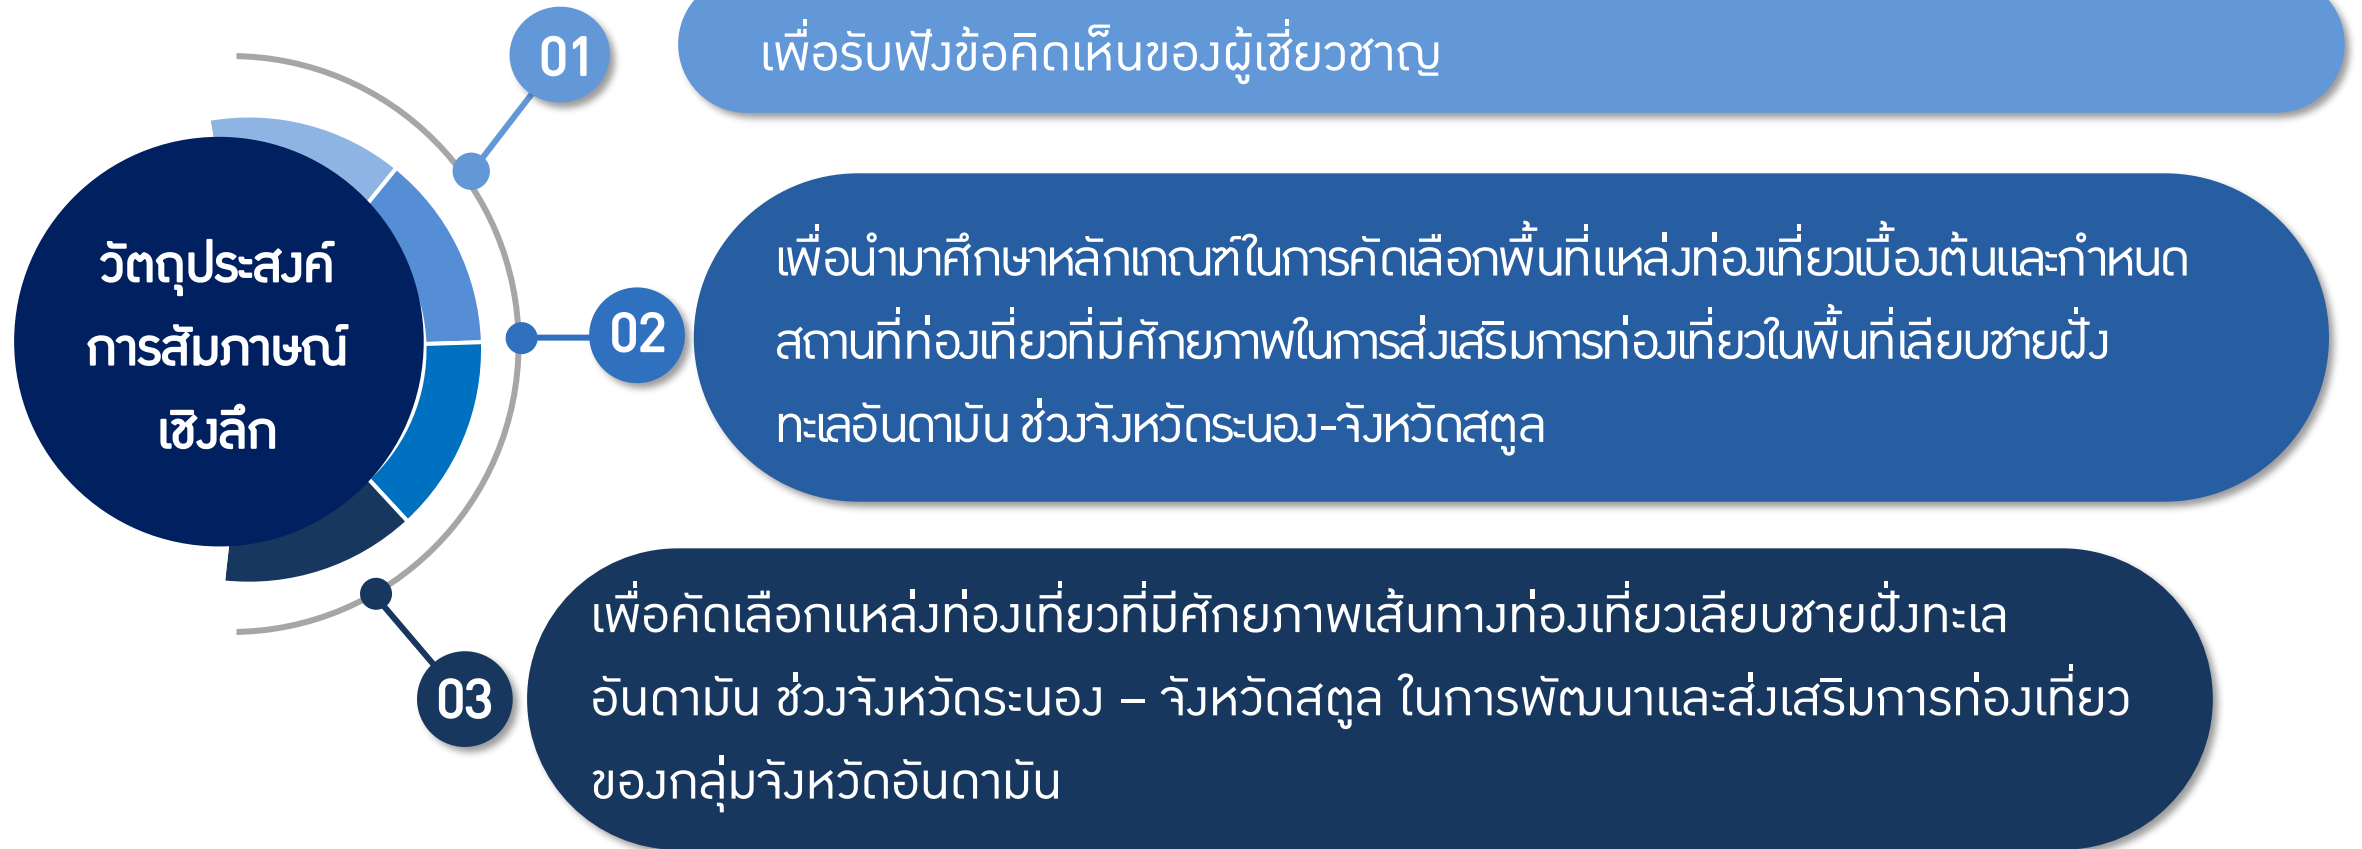 วัตถุประสงค์
การสัมภาษณ์
เชิงลึก
01
เพื่อรับฟังข้อคิดเห็นของผู้เชี่ยวชาญ
02
เพื่อนำมาศึกษาหลักเกณฑ์ในการคัดเลือกพื้นที่แหล่งท่องเที่ยวเบื้องต้นและกำหนด
สถานที่ท่องเที่ยวที่มีศักยภาพในการส่งเสริมการท่องเที่ยวในพื้นที่เลียบชายฝั่ง
ทะเลอันดามัน ช่วงจังหวัดระนอง-จังหวัดสตูล
03
เพื่อคัดเลือกแหล่งท่องเที่ยวที่มีศักยภาพเส้นทางท่องเที่ยวเลียบชายฝั่งทะเล
อันดามัน ช่วงจังหวัดระนอง – จังหวัดสตูล ในการพัฒนาและส่งเสริมการท่องเที่ยว
ของกลุ่มจังหวัดอันดามัน